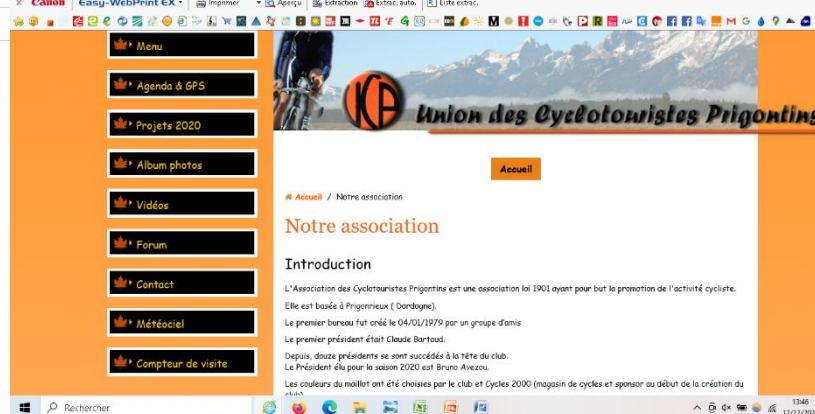 Canon Easy-WebPrint EX Imprimer Aperçu Extraction Extrac. auto. Liste extrac.
Menu
Agenda & GPS
Projets 2020
Album photos
Vidéos
Forum
Contact
Météociel
Compteur de visite
Union des Cyclotouristes Prigontins
Accueil
Accueil / Notre association
Notre association
Introduction
L'Association des Cyclotouristes Prigontins est une association loi 1901 ayant pour but la promotion de l'activité cycliste.
Elle est basée à Prigonrieux ( Dordogne).
Le premier bureau fut créé le 04/01/1979 par un groupe d'amis
Le premier président était Claude Bartaud.
Depuis, douze présidents se sont succédés à la tête du club.
Le Président élu pour la saison 2020 est Bruno Avezou.
Les couleurs du maillot ont été choisies par le club et Cycles 2000 (magasin de cycles et sponsor au début de la création du
club)
Rechercher
13:46
12/12/202